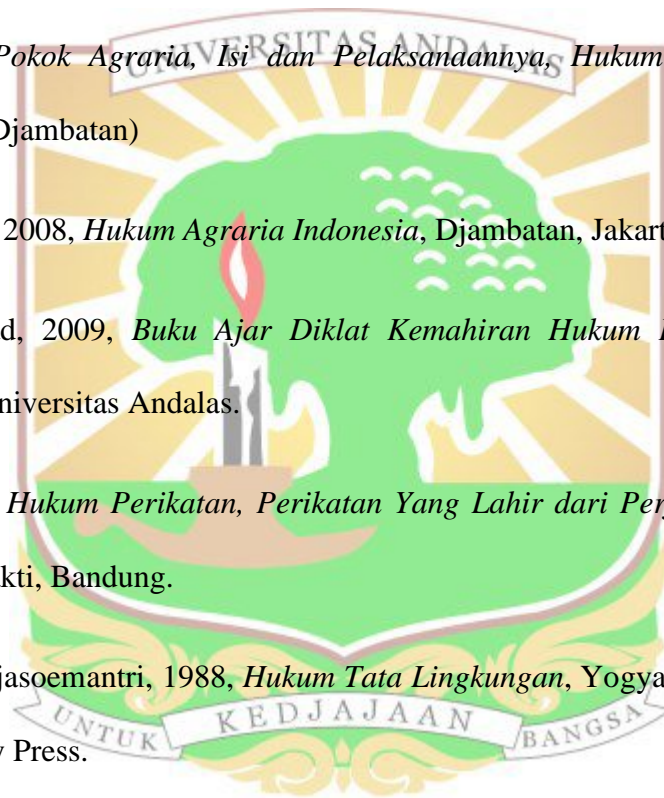 UNIVERSITAS ANDALAS
Pokok Agraria, Isi dan Pelaksanaannya, Hukum
Djambatan)
2008, Hukum Agraria Indonesia, Djambatan, Jakart
d, 2009, Buku Ajar Diklat Kemahiran Hukum
niversitas Andalas.
Hukum Perikatan, Perikatan Yang Lahir dari Per
kti, Bandung.
jasoemantri, 1988, Hukum Tata Lingkungan, Yogya
Press.
UNTUK KEDJAJAAN BANGSA